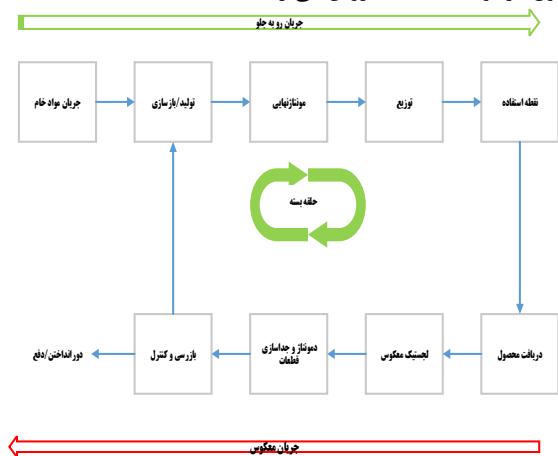 جریان رو به جلو
جریان مواد خام
تولید/بازسازی
مونتاژنهایی
توزیع
نقطه استفاده
حلقه بسته
دریافت محصول
لجستیک معکوس
دمونتاژ و جداسازی
قطعات
بازرسی و کنترل
دورانداختن/دفع
جریان معکوس